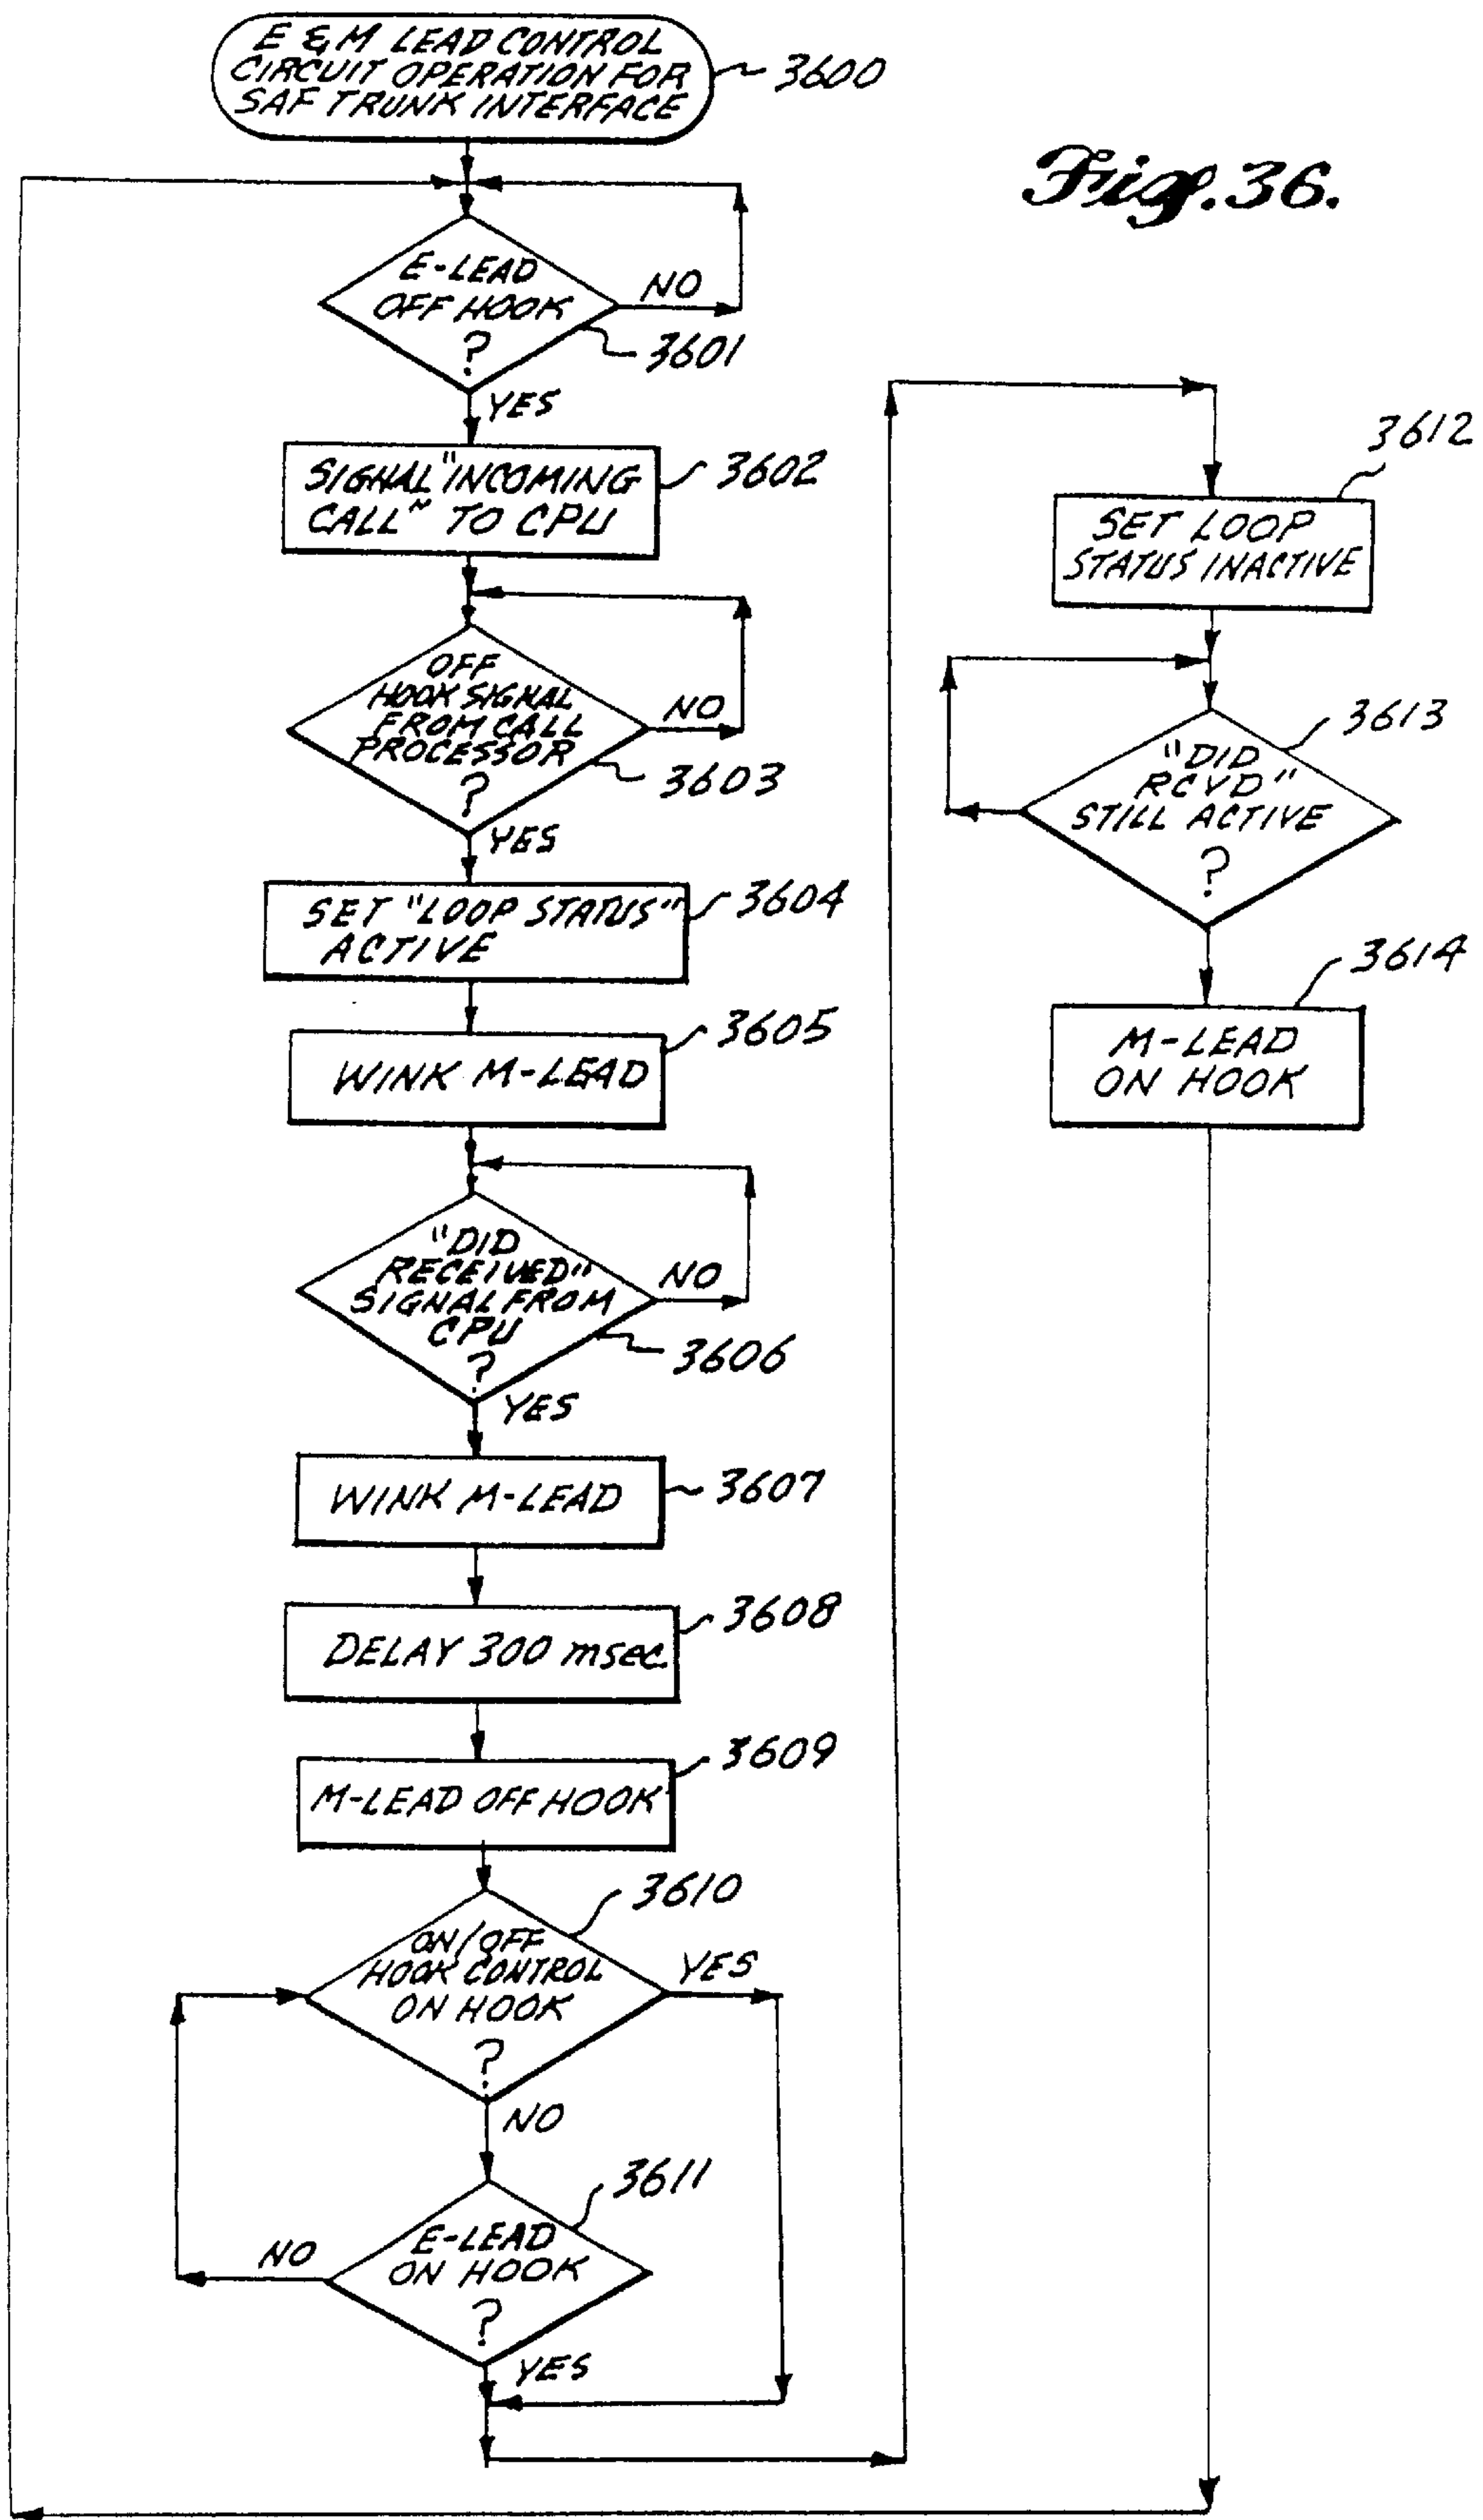 E & M LEAD CONTROL
CIRCUIT OPERATION FOR
SAF TRUNK INTERFACE
3600
Fig. 36.
E-LEAD
OFF HOOK
?
NO
3601
YES
SIGNAL "INCOMING
CALL" TO CPU
3602
OFF
HOOK SIGNAL
FROM CALL
PROCESSOR
?
NO
3603
YES
SET "LOOP STATUS"
ACTIVE
3604
WINK M-LEAD
3605
"DID
RECEIVED"
SIGNAL FROM
CPU
?
NO
3606
YES
WINK M-LEAD
3607
DELAY 300 msec
3608
M-LEAD OFF HOOK
3609
ON/OFF
HOOK CONTROL
ON HOOK
?
3610
YES
NO
E-LEAD
ON HOOK
?
3611
NO
YES
3612
SET LOOP
STATUS INACTIVE
3613
"DID
RCVD"
STILL ACTIVE
?
3614
M-LEAD
ON HOOK